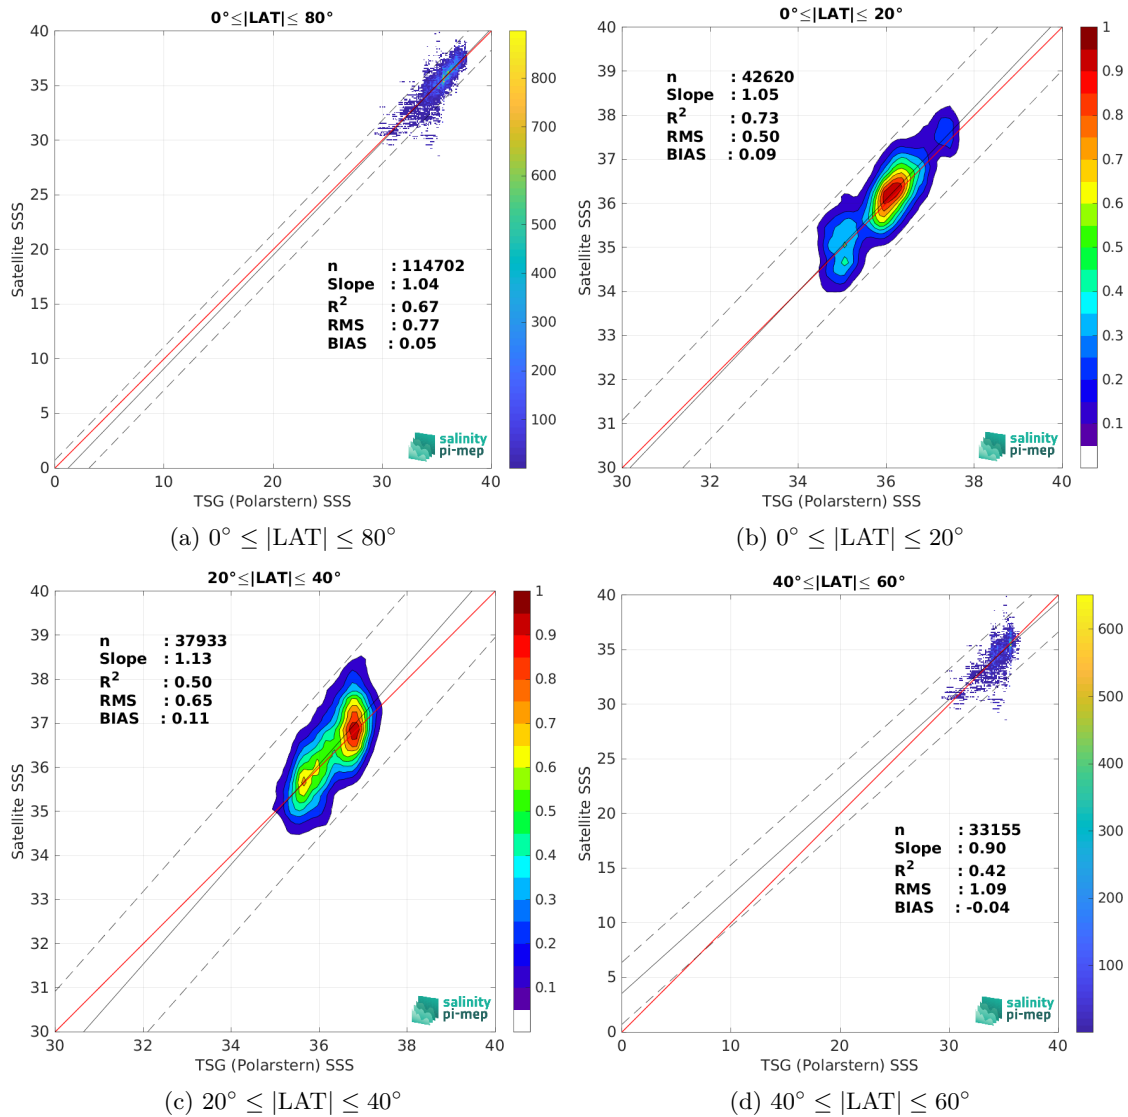 0°≤|LAT|≤ 80°
40
35
30
25
20
15
10
5
0
Satellite SSS
n : 114702
Slope : 1.04
R2 : 0.67
RMS : 0.77
BIAS : 0.05
salinity
pi-mep
0 10 20 30 40
TSG (Polarstern) SSS
800
700
600
500
400
300
200
100
(a) 0° ≤ |LAT| ≤ 80°
0°≤|LAT|≤ 20°
40
39
38
37
36
35
34
33
32
31
30
Satellite SSS
n : 42620
Slope : 1.05
R2 : 0.73
RMS : 0.50
BIAS : 0.09
salinity
pi-mep
30 32 34 36 38 40
TSG (Polarstern) SSS
1
0.9
0.8
0.7
0.6
0.5
0.4
0.3
0.2
0.1
(b) 0° ≤ |LAT| ≤ 20°
20°≤|LAT|≤ 40°
40
39
38
37
36
35
34
33
32
31
30
Satellite SSS
n : 37933
Slope : 1.13
R2 : 0.50
RMS : 0.65
BIAS : 0.11
salinity
pi-mep
30 32 34 36 38 40
TSG (Polarstern) SSS
1
0.9
0.8
0.7
0.6
0.5
0.4
0.3
0.2
0.1
(c) 20° ≤ |LAT| ≤ 40°
40°≤|LAT|≤ 60°
40
35
30
25
20
15
10
5
0
Satellite SSS
n : 33155
Slope : 0.90
R2 : 0.42
RMS : 1.09
BIAS : -0.04
salinity
pi-mep
0 10 20 30 40
TSG (Polarstern) SSS
600
500
400
300
200
100
(d) 40° ≤ |LAT| ≤ 60°